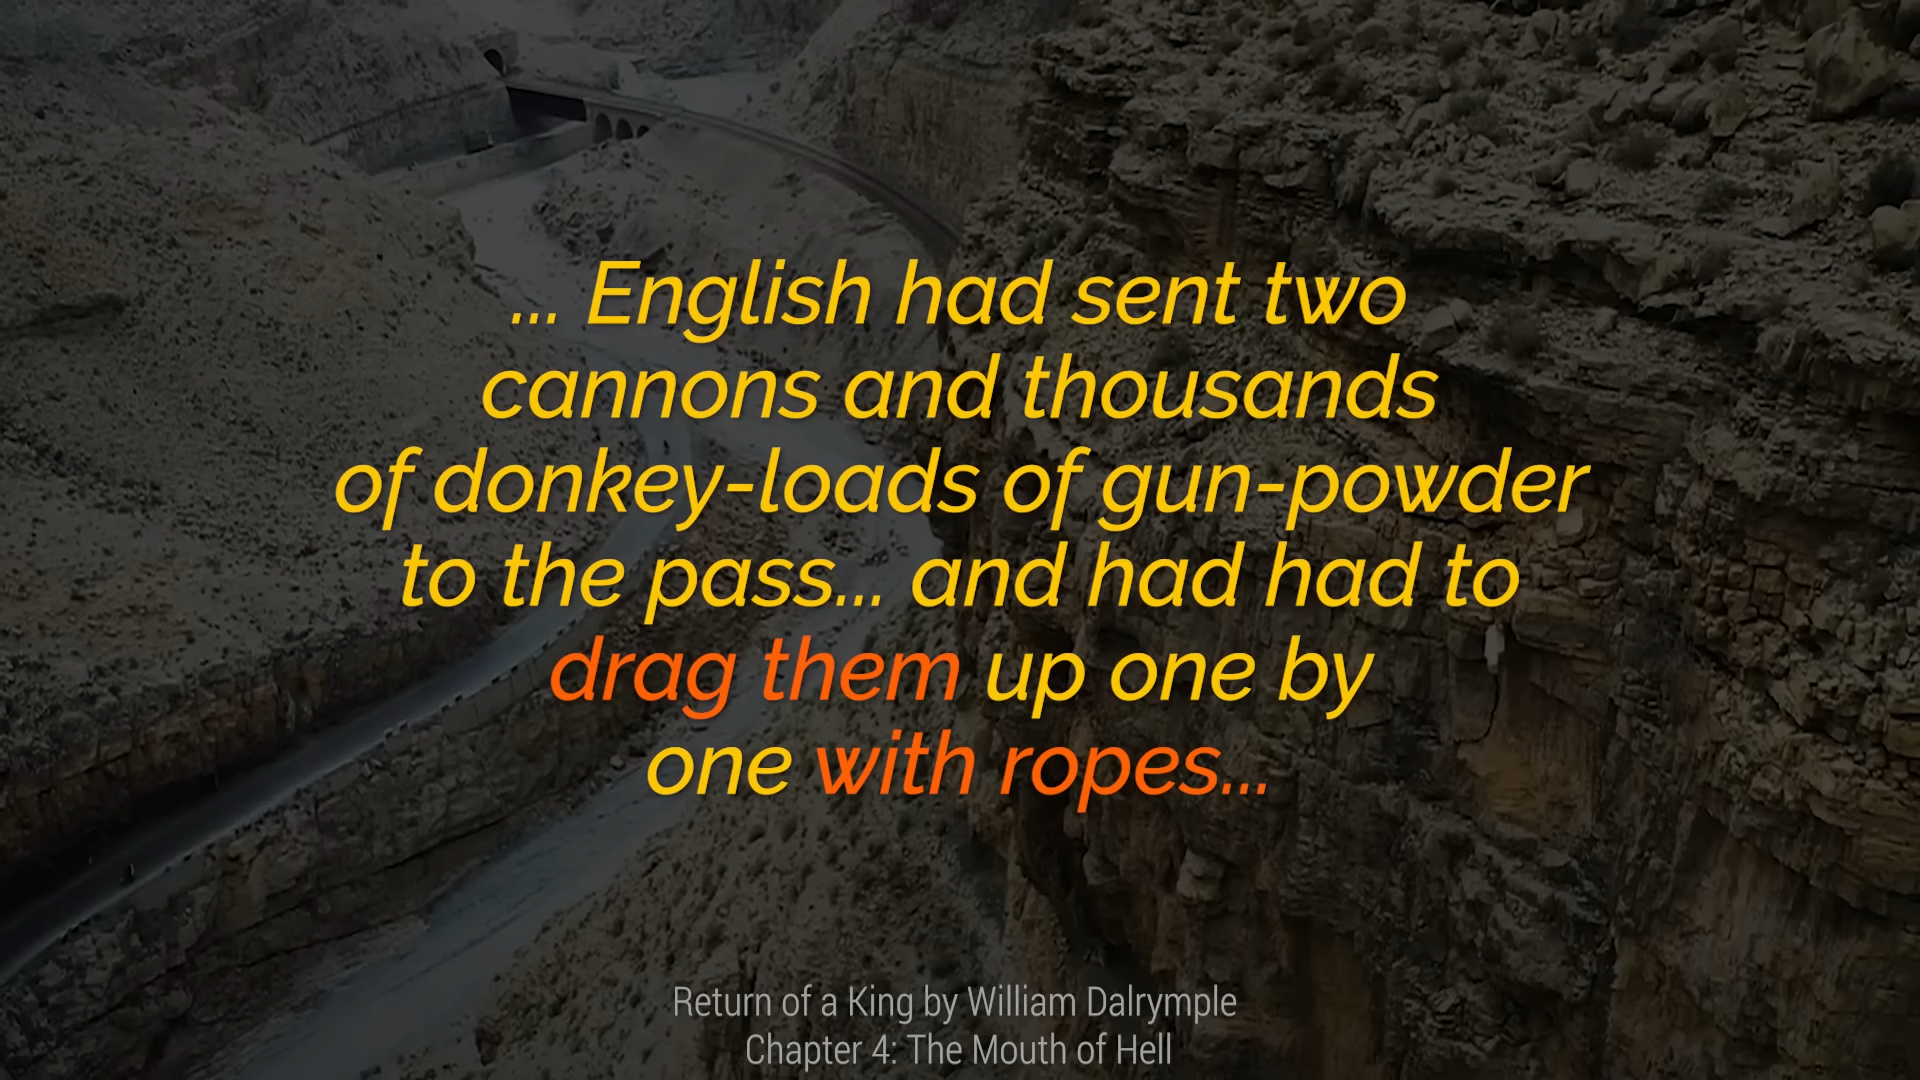 ... English had sent two
cannons and thousands
of donkey-loads of gun-powder
to the pass... and had had to
drag them up one by
one with ropes...
Return of a King by William Dalrymple
Chapter 4: The Mouth of Hell